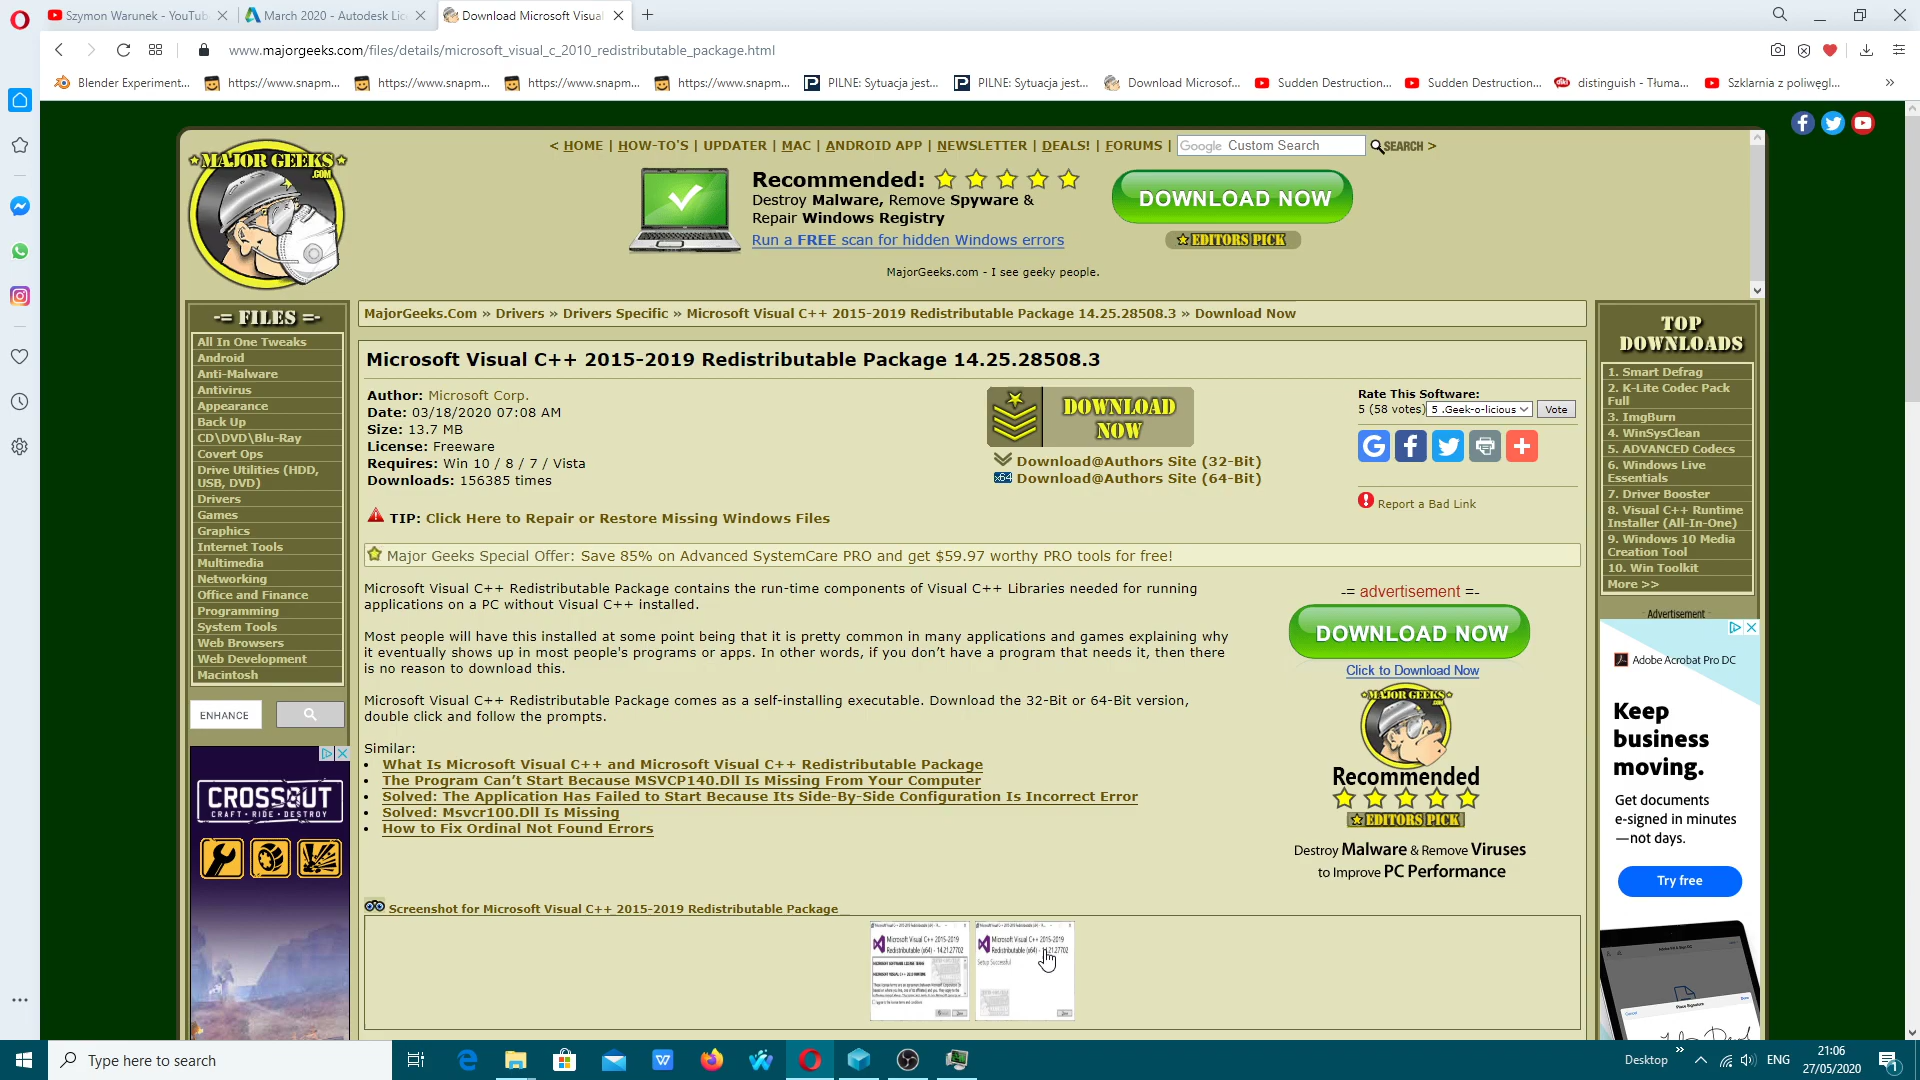 Szymon Warunek - YouTub
March 2020 - Autodesk Lic
Download Microsoft Visual
www.majorgeeks.com/files/details/microsoft_visual_c_2010_redistributable_package.html
Blender Experiment...
https://www.snapm...
https://www.snapm...
https://www.snapm...
https://www.snapm...
PILNE: Sytuacja jest...
PILNE: Sytuacja jest...
Download Microsof...
Sudden Destruction...
Sudden Destruction...
distinguish - Tłuma...
Szklarnia z poliwęgl...
MAJOR GEEKS
.COM
< HOME | HOW-TO'S | UPDATER | MAC | ANDROID APP | NEWSLETTER | DEALS! | FORUMS |
Google Custom Search
SEARCH >
Recommended:
Destroy Malware, Remove Spyware &
Repair Windows Registry
Run a FREE scan for hidden Windows errors
DOWNLOAD NOW
EDITORS PICK
MajorGeeks.com - I see geeky people.
-= FILES =-
All In One Tweaks
Android
Anti-Malware
Antivirus
Appearance
Back Up
CD\DVD\Blu-Ray
Covert Ops
Drive Utilities (HDD,
USB, DVD)
Drivers
Games
Graphics
Internet Tools
Multimedia
Networking
Office and Finance
Programming
System Tools
Web Browsers
Web Development
Macintosh
ENHANCE
CROSSOUT
CRAFT · RIDE · DESTROY
MajorGeeks.Com » Drivers » Drivers Specific » Microsoft Visual C++ 2015-2019 Redistributable Package 14.25.28508.3 » Download Now
Microsoft Visual C++ 2015-2019 Redistributable Package 14.25.28508.3
Author: Microsoft Corp.
Date: 03/18/2020 07:08 AM
Size: 13.7 MB
License: Freeware
Requires: Win 10 / 8 / 7 / Vista
Downloads: 156385 times
DOWNLOAD
NOW
Download@Authors Site (32-Bit)
x64 Download@Authors Site (64-Bit)
Rate This Software:
5 (58 votes) 5 .Geek-o-licious Vote
Report a Bad Link
TIP: Click Here to Repair or Restore Missing Windows Files
Major Geeks Special Offer: Save 85% on Advanced SystemCare PRO and get $59.97 worthy PRO tools for free!
Microsoft Visual C++ Redistributable Package contains the run-time components of Visual C++ Libraries needed for running
applications on a PC without Visual C++ installed.
Most people will have this installed at some point being that it is pretty common in many applications and games explaining why
it eventually shows up in most people's programs or apps. In other words, if you don't have a program that needs it, then there
is no reason to download this.
Microsoft Visual C++ Redistributable Package comes as a self-installing executable. Download the 32-Bit or 64-Bit version,
double click and follow the prompts.
Similar:
• What Is Microsoft Visual C++ and Microsoft Visual C++ Redistributable Package
• The Program Can't Start Because MSVCP140.Dll Is Missing From Your Computer
• Solved: The Application Has Failed to Start Because Its Side-By-Side Configuration Is Incorrect Error
• Solved: Msvcr100.Dll Is Missing
• How to Fix Ordinal Not Found Errors
-= advertisement =-
DOWNLOAD NOW
Click to Download Now
MAJOR GEEKS
.COM
Recommended
EDITORS PICK
Destroy Malware & Remove Viruses
to Improve PC Performance
Screenshot for Microsoft Visual C++ 2015-2019 Redistributable Package
Microsoft Visual C++ 2015-2019
Redistributable (x64) - 14.21.27702
Microsoft Visual C++ 2015-2019
Redistributable (x64) - 14.21.27702
Setup Successful
TOP
DOWNLOADS
1. Smart Defrag
2. K-Lite Codec Pack
Full
3. ImgBurn
4. WinSysClean
5. ADVANCED Codecs
6. Windows Live
Essentials
7. Driver Booster
8. Visual C++ Runtime
Installer (All-In-One)
9. Windows 10 Media
Creation Tool
10. Win Toolkit
More >>
- Advertisement -
Adobe Acrobat Pro DC
Keep
business
moving.
Get documents
e-signed in minutes
—not days.
Try free
Type here to search
Desktop
ENG
21:06
27/05/2020
1